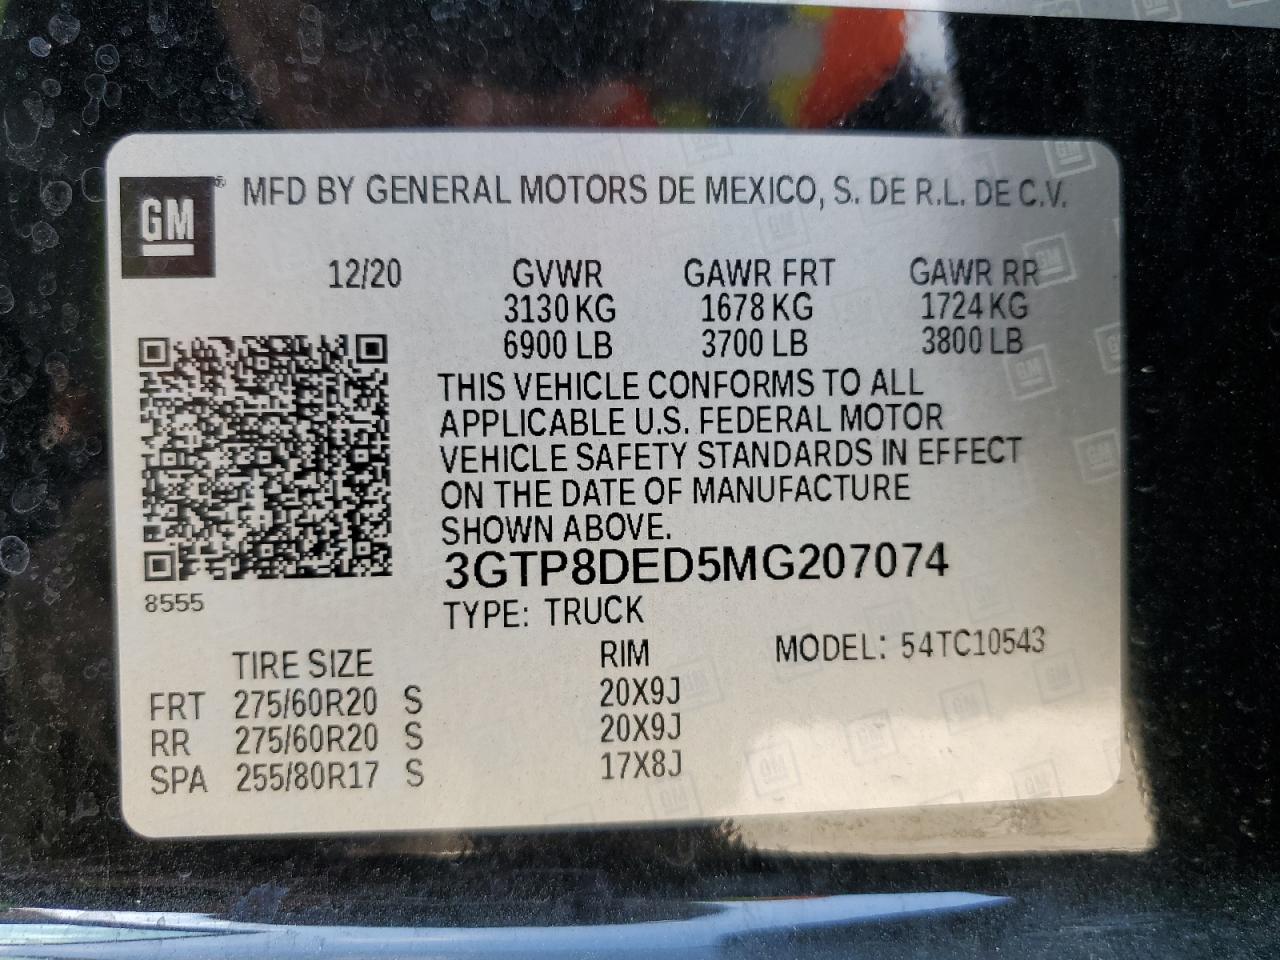 GM ® MFD BY GENERAL MOTORS DE MEXICO, S. DE R.L. DE C.V.
12/20 GVWR GAWR FRT GAWR RR
3130 KG 1678 KG 1724 KG
6900 LB 3700 LB 3800 LB
THIS VEHICLE CONFORMS TO ALL
APPLICABLE U.S. FEDERAL MOTOR
VEHICLE SAFETY STANDARDS IN EFFECT
ON THE DATE OF MANUFACTURE
SHOWN ABOVE.
3GTP8DED5MG207074
8555
TYPE: TRUCK
TIRE SIZE RIM MODEL: 54TC10543
FRT 275/60R20 S 20X9J
RR 275/60R20 S 20X9J
SPA 255/80R17 S 17X8J